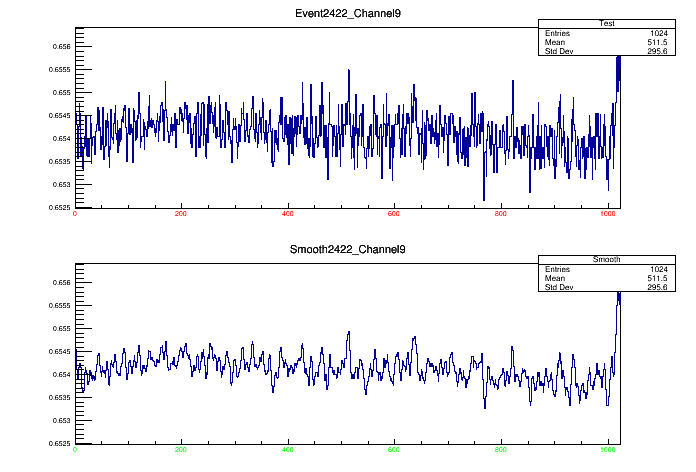 Event2422_Channel9
Test
Entries 1024
Mean 511.5
Std Dev 295.6
0.656
0.6555
0.655
0.6545
0.654
0.6535
0.653
0.6525
0 200 400 600 800 1000
Smooth2422_Channel9
Smooth
Entries 1024
Mean 511.5
Std Dev 295.6
0.656
0.6555
0.655
0.6545
0.654
0.6535
0.653
0.6525
0 200 400 600 800 1000